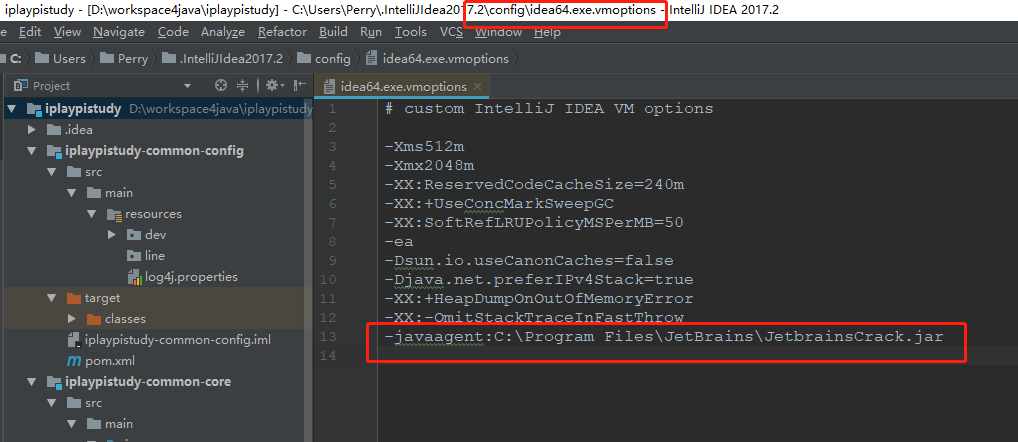 iplaypistudy - [D:\workspace4java\iplaypistudy] - C:\Users\Perry\.IntelliJIdea2017.2\config\idea64.exe.vmoptions - IntelliJ IDEA 2017.2
Edit View Navigate Code Analyze Refactor Build Run Tools VCS Window Help
C: Users Perry .IntelliJIdea2017.2 config idea64.exe.vmoptions
Project
idea64.exe.vmoptions
iplaypistudy D:\workspace4java\iplaypistudy
.idea
iplaypistudy-common-config
src
main
resources
dev
line
log4j.properties
target
classes
iplaypistudy-common-config.iml
pom.xml
iplaypistudy-common-core
src
main
1 # custom IntelliJ IDEA VM options
2
3 -Xms512m
4 -Xmx2048m
5 -XX:ReservedCodeCacheSize=240m
6 -XX:+UseConcMarkSweepGC
7 -XX:SoftRefLRUPolicyMSPerMB=50
8 -ea
9 -Dsun.io.useCanonCaches=false
10 -Djava.net.preferIPv4Stack=true
11 -XX:+HeapDumpOnOutOfMemoryError
12 -XX:-OmitStackTraceInFastThrow
13 -javaagent:C:\Program Files\JetBrains\JetbrainsCrack.jar
14